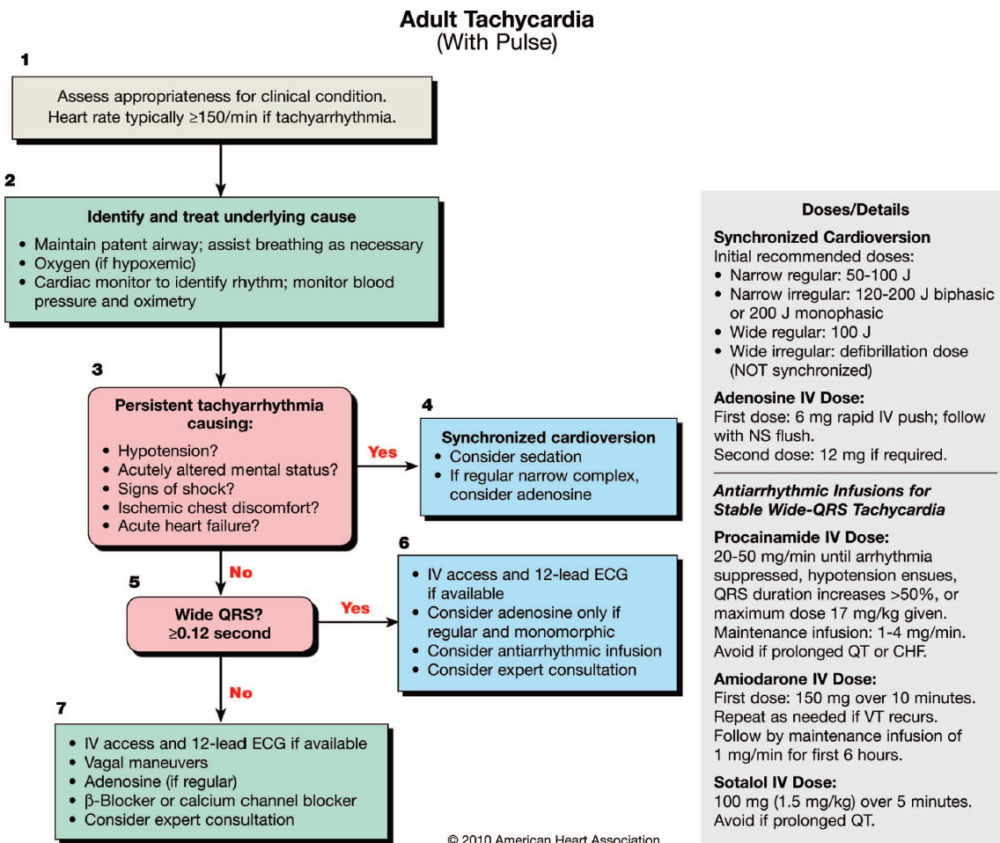 Adult Tachycardia
(With Pulse)
1
Assess appropriateness for clinical condition.
Heart rate typically ≥150/min if tachyarrhythmia.
2
Identify and treat underlying cause
• Maintain patent airway; assist breathing as necessary
• Oxygen (if hypoxemic)
• Cardiac monitor to identify rhythm; monitor blood
pressure and oximetry
3
Persistent tachyarrhythmia
causing:
• Hypotension?
• Acutely altered mental status?
• Signs of shock?
• Ischemic chest discomfort?
• Acute heart failure?
Yes
4
Synchronized cardioversion
• Consider sedation
• If regular narrow complex,
consider adenosine
No
5
Wide QRS?
≥0.12 second
Yes
6
• IV access and 12-lead ECG
if available
• Consider adenosine only if
regular and monomorphic
• Consider antiarrhythmic infusion
• Consider expert consultation
No
7
• IV access and 12-lead ECG if available
• Vagal maneuvers
• Adenosine (if regular)
• β-Blocker or calcium channel blocker
• Consider expert consultation
Doses/Details
Synchronized Cardioversion
Initial recommended doses:
• Narrow regular: 50-100 J
• Narrow irregular: 120-200 J biphasic
or 200 J monophasic
• Wide regular: 100 J
• Wide irregular: defibrillation dose
(NOT synchronized)
Adenosine IV Dose:
First dose: 6 mg rapid IV push; follow
with NS flush.
Second dose: 12 mg if required.
Antiarrhythmic Infusions for
Stable Wide-QRS Tachycardia
Procainamide IV Dose:
20-50 mg/min until arrhythmia
suppressed, hypotension ensues,
QRS duration increases >50%, or
maximum dose 17 mg/kg given.
Maintenance infusion: 1-4 mg/min.
Avoid if prolonged QT or CHF.
Amiodarone IV Dose:
First dose: 150 mg over 10 minutes.
Repeat as needed if VT recurs.
Follow by maintenance infusion of
1 mg/min for first 6 hours.
Sotalol IV Dose:
100 mg (1.5 mg/kg) over 5 minutes.
Avoid if prolonged QT.
© 2010 American Heart Association